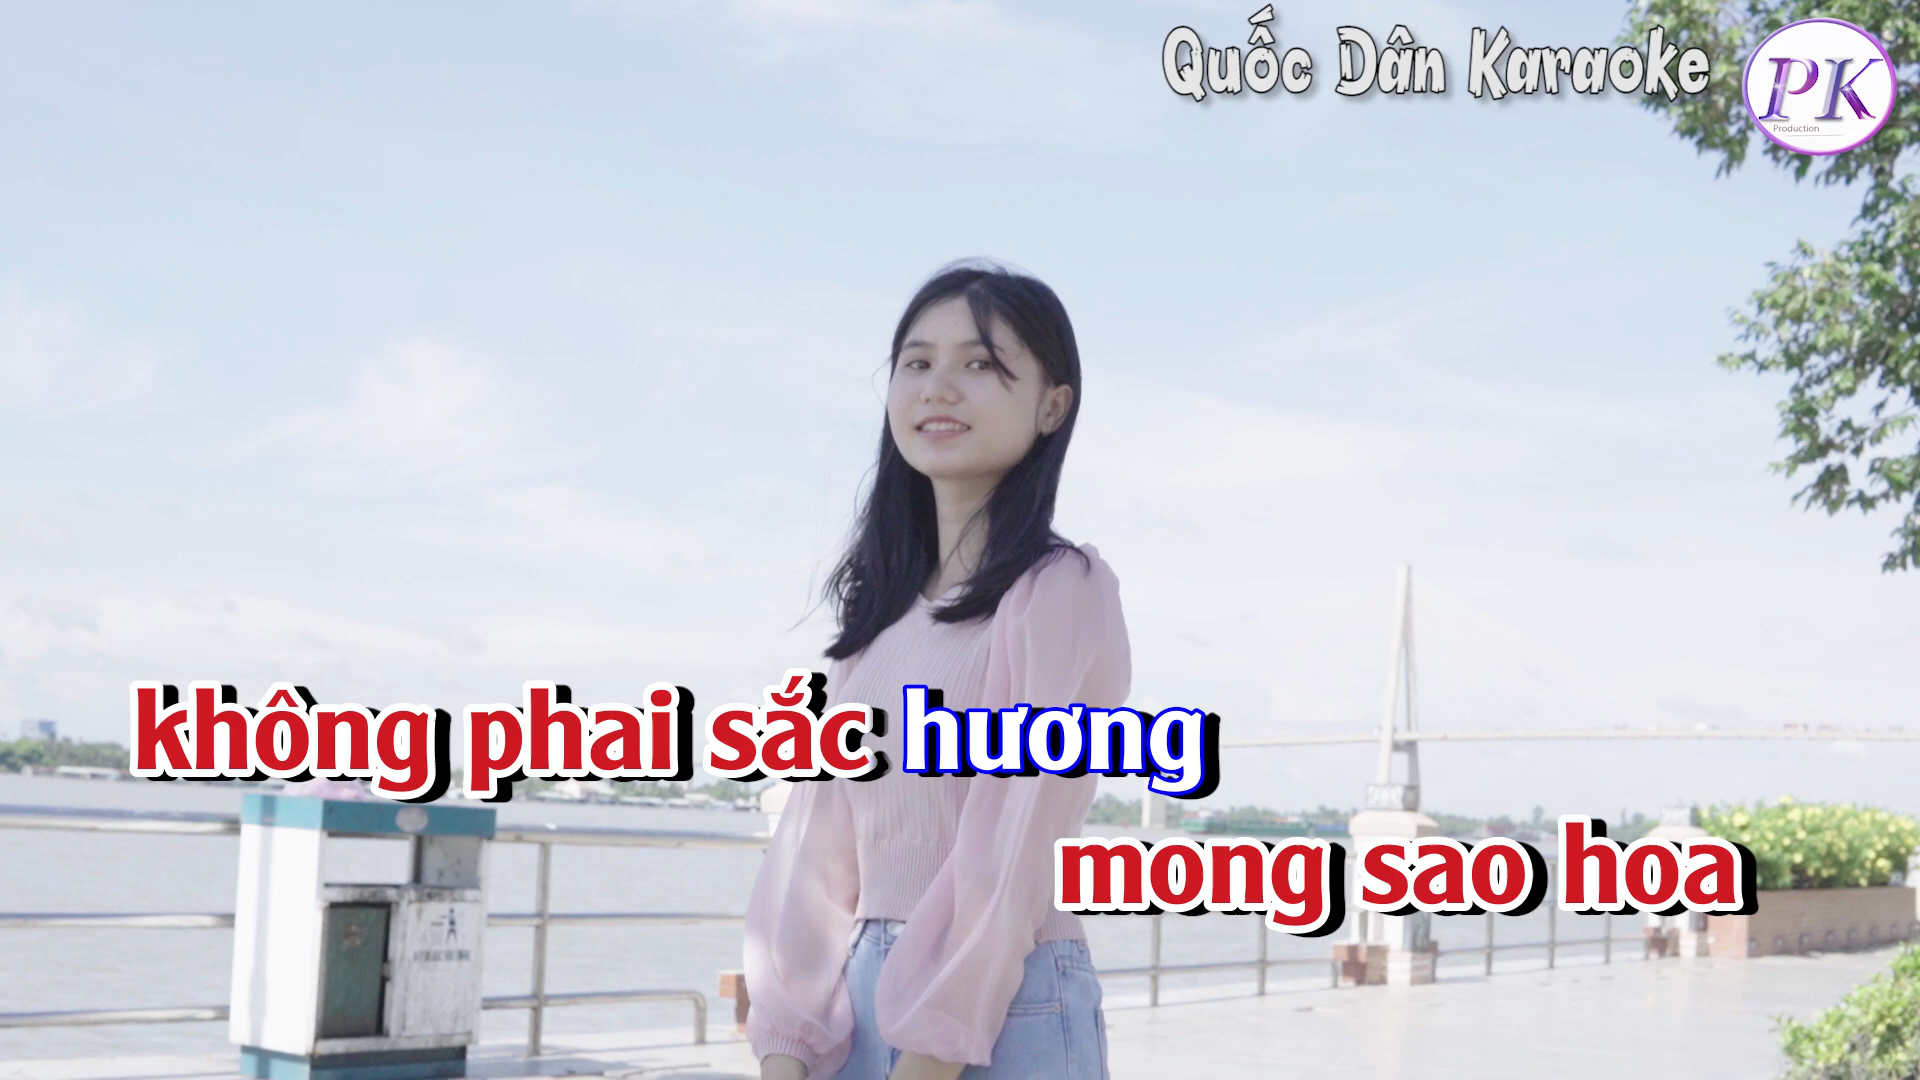 Quốc Dân Karaoke
PK
Production
không phai sắc hương
mong sao hoa